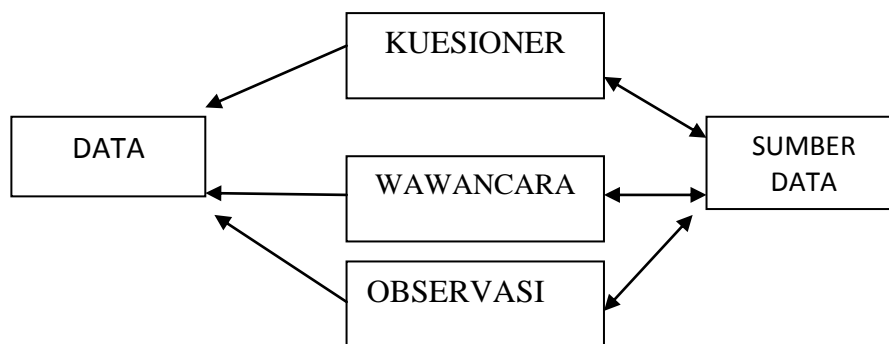 KUESIONER
DATA
SUMBER
DATA
WAWANCARA
OBSERVASI